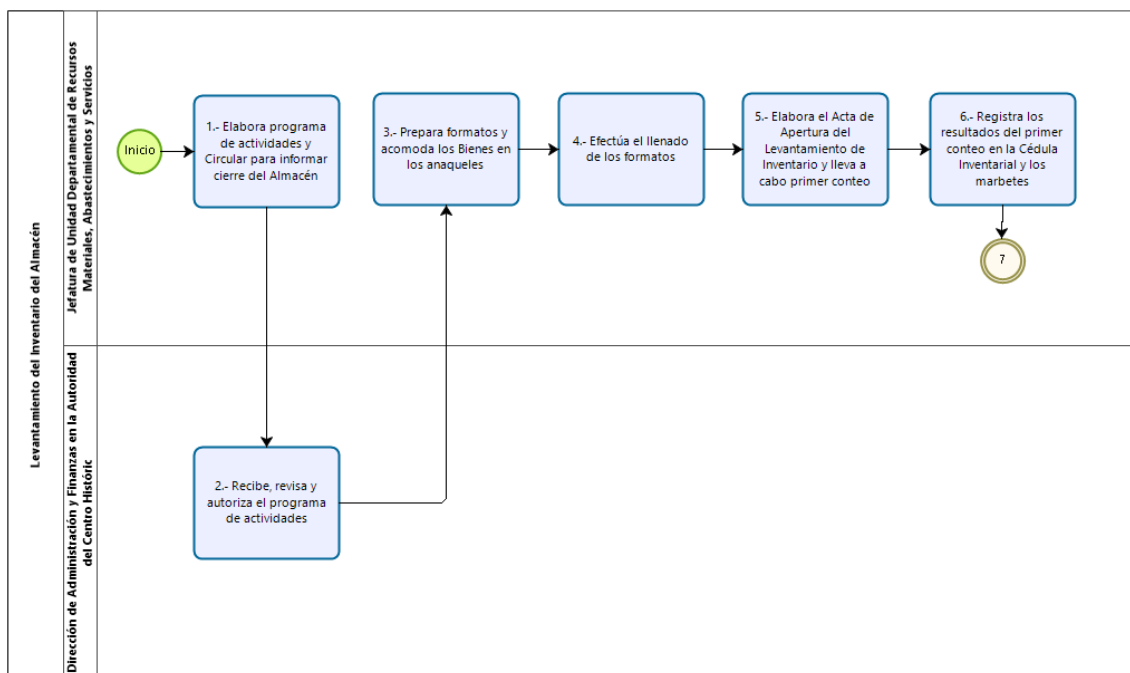 Levantamiento del Inventario del Almacén
Jefatura de Unidad Departamental de Recursos
Materiales, Abastecimientos y Servicios
Inicio
1.- Elabora programa
de actividades y
Circular para informar
cierre del Almacén
3.- Prepara formatos y
acomoda los Bienes en
los anaqueles
4.- Efectúa el llenado
de los formatos
5.- Elabora el Acta de
Apertura del
Levantamiento de
Inventario y lleva a
cabo primer conteo
6.- Registra los
resultados del primer
conteo en la Cédula
Inventarial y los
marbetes
7
Dirección de Administración y Finanzas en la Autoridad
del Centro Históric
2.- Recibe, revisa y
autoriza el programa
de actividades